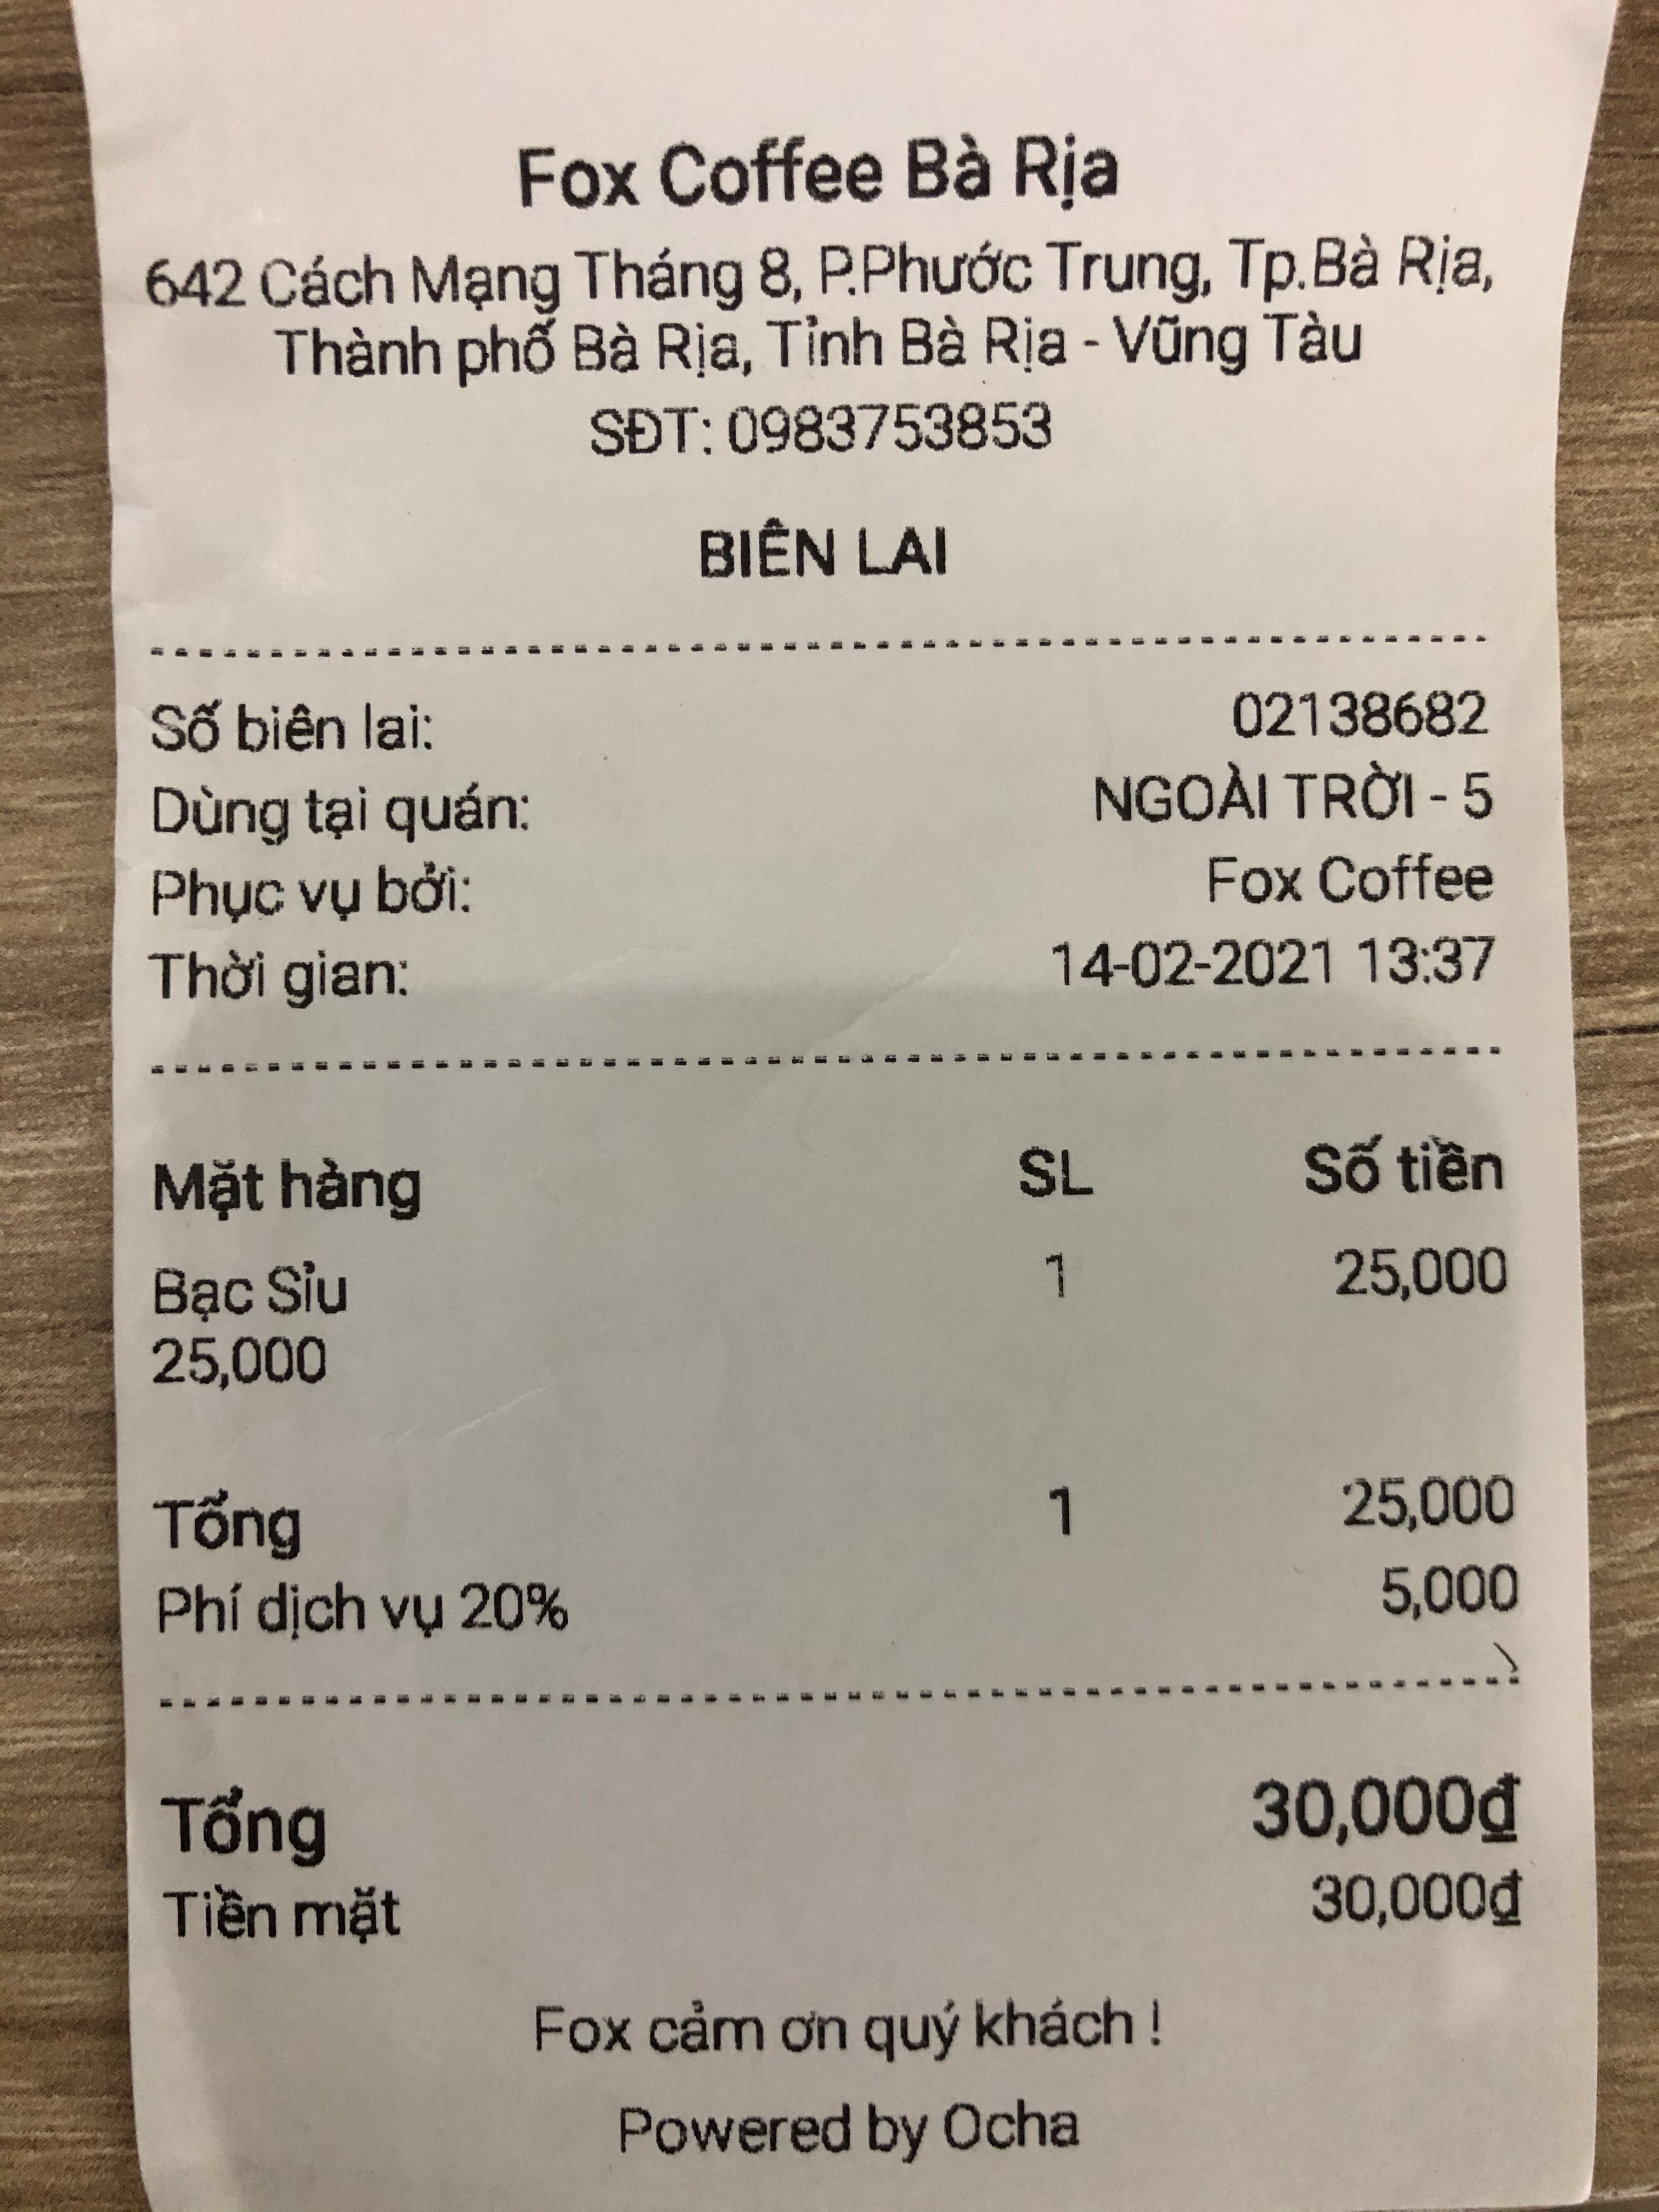 Fox Coffee Bà Rịa
642 Cách Mạng Tháng 8, P.Phước Trung, Tp.Bà Rịa,
Thành phố Bà Rịa, Tỉnh Bà Rịa - Vũng Tàu
SĐT: 0983753853
BIÊN LAI
Số biên lai: 02138682
Dùng tại quán: NGOÀI TRỜI - 5
Phục vụ bởi: Fox Coffee
Thời gian: 14-02-2021 13:37
Mặt hàng SL Số tiền
Bạc Sỉu 1 25,000
25,000
Tổng 1 25,000
Phí dịch vụ 20% 5,000
Tổng 30,000₫
Tiền mặt 30,000₫
Fox cảm ơn quý khách !
Powered by Ocha